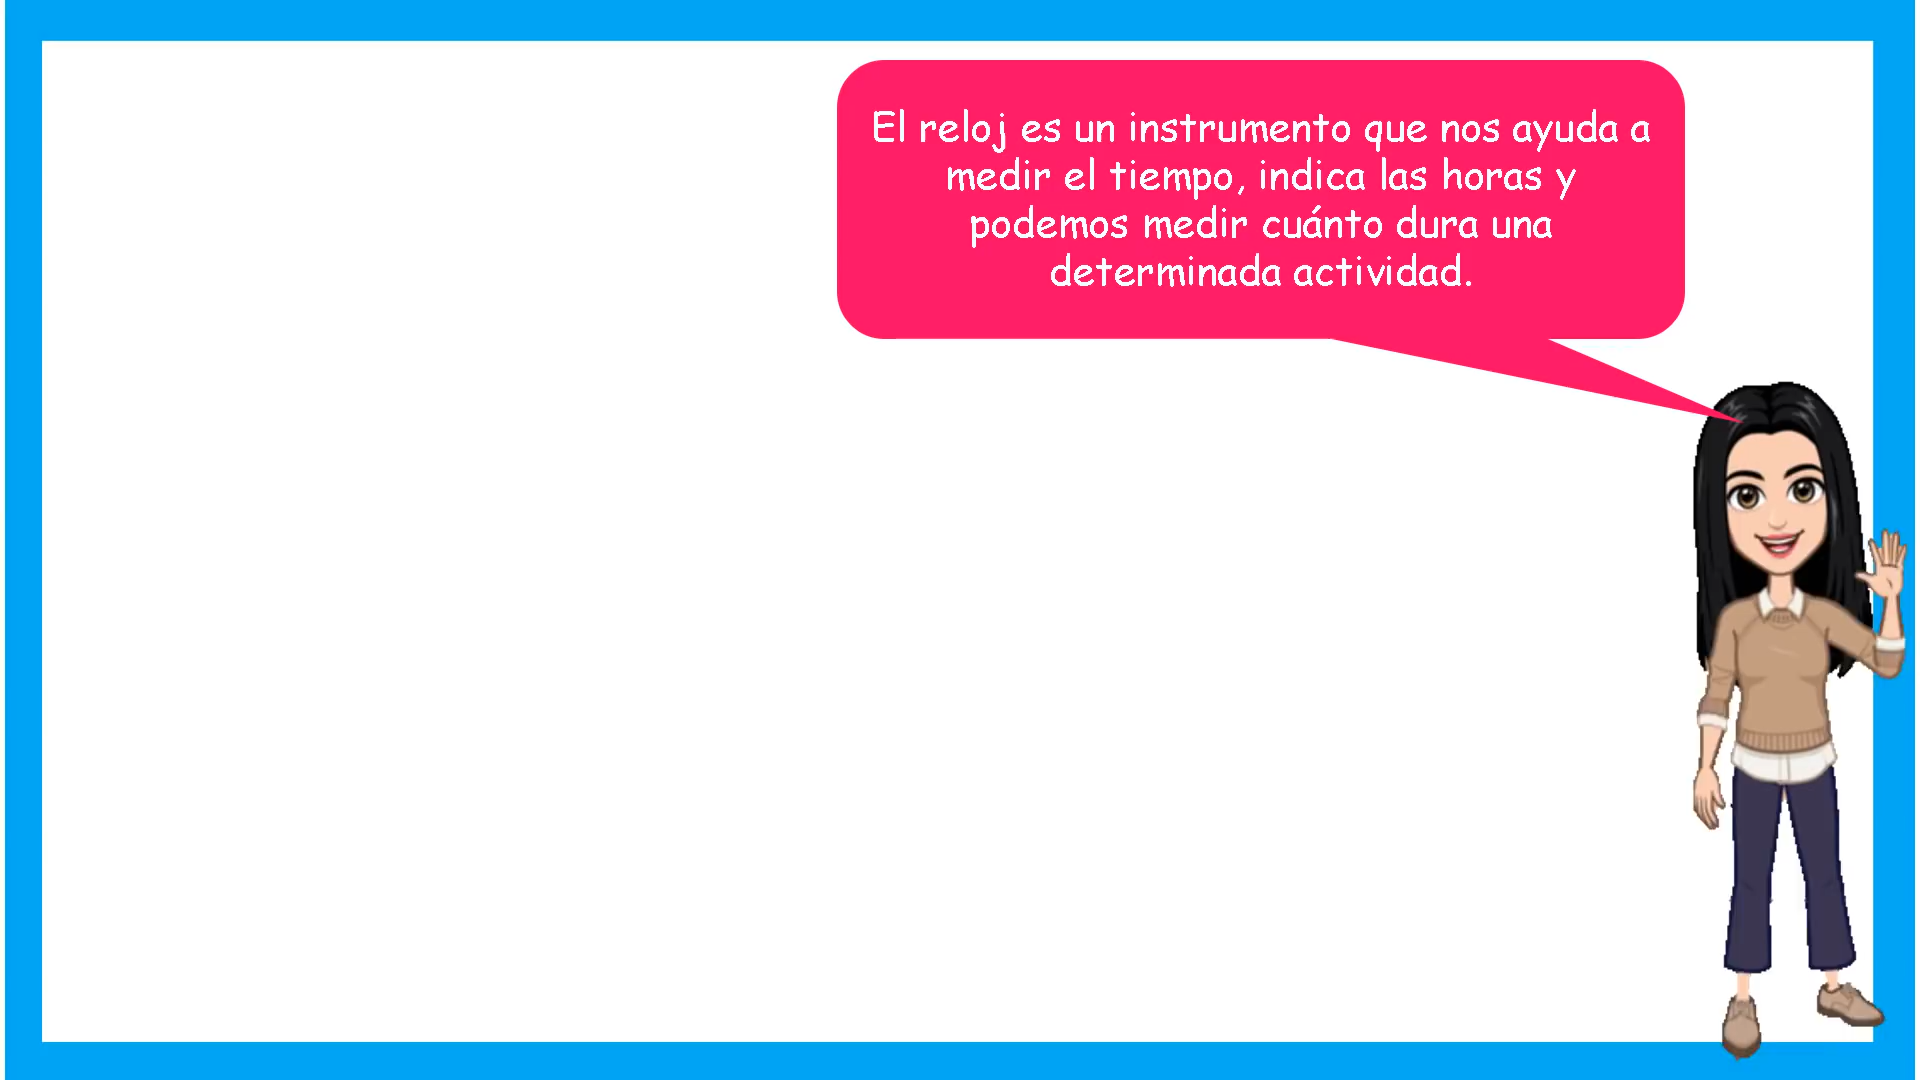 El reloj es un instrumento que nos ayuda a
medir el tiempo, indica las horas y
podemos medir cuánto dura una
determinada actividad.